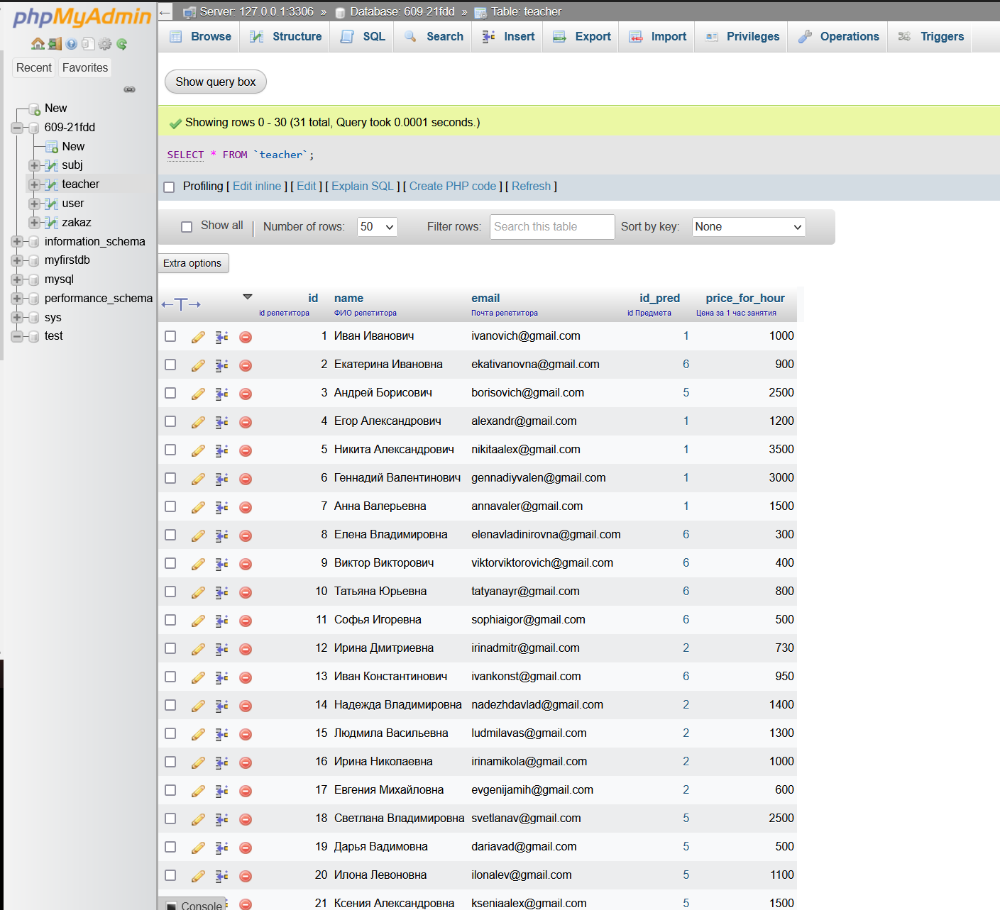 phpMyAdmin
Recent Favorites
New
609-21fdd
New
subj
teacher
user
zakaz
information_schema
myfirstdb
mysql
performance_schema
sys
test
Server: 127.0.0.1:3306 » Database: 609-21fdd » Table: teacher
Browse Structure SQL Search Insert Export Import Privileges Operations Triggers
Show query box
Showing rows 0 - 30 (31 total, Query took 0.0001 seconds.)
SELECT * FROM `teacher`;
Profiling [ Edit inline ] [ Edit ] [ Explain SQL ] [ Create PHP code ] [ Refresh ]
Show all | Number of rows: 50 Filter rows: Search this table Sort by key: None
Extra options
id name email id_pred price_for_hour
id репетитора ФИО репетитора Почта репетитора id Предмета Цена за 1 час занятия
1 Иван Иванович ivanovich@gmail.com 1 1000
2 Екатерина Ивановна ekativanovna@gmail.com 6 900
3 Андрей Борисович borisovich@gmail.com 5 2500
4 Егор Александрович alexandr@gmail.com 1 1200
5 Никита Александрович nikitaalex@gmail.com 1 3500
6 Геннадий Валентинович gennadiyvalen@gmail.com 1 3000
7 Анна Валерьевна annavaler@gmail.com 1 1500
8 Елена Владимировна elenavladinirovna@gmail.com 6 300
9 Виктор Викторович viktorviktorovich@gmail.com 6 400
10 Татьяна Юрьевна tatyanayr@gmail.com 6 800
11 Софья Игоревна sophiaigor@gmail.com 6 500
12 Ирина Дмитриевна irinadmitr@gmail.com 2 730
13 Иван Константинович ivankonst@gmail.com 6 950
14 Надежда Владимировна nadezhdavlad@gmail.com 2 1400
15 Людмила Васильевна ludmilavas@gmail.com 2 1300
16 Ирина Николаевна irinamikola@gmail.com 2 1000
17 Евгения Михайловна evgenijamih@gmail.com 2 600
18 Светлана Владимировна svetlanav@gmail.com 5 2500
19 Дарья Вадимовна dariavad@gmail.com 5 500
20 Илона Левоновна ilonalev@gmail.com 5 1100
21 Ксения Александровна kseniaalex@gmail.com 5 1500
Console